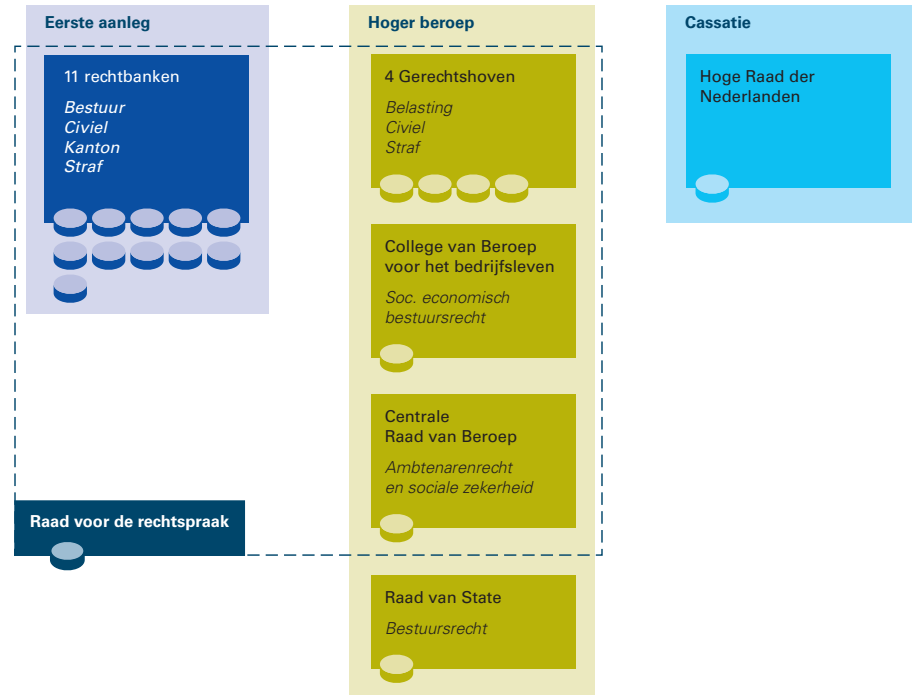 Eerste aanleg
11 rechtbanken
Bestuur
Civiel
Kanton
Straf
Raad voor de rechtspraak
Hoger beroep
4 Gerechtshoven
Belasting
Civiel
Straf
College van Beroep
voor het bedrijfsleven
Soc. economisch
bestuursrecht
Centrale
Raad van Beroep
Ambtenarenrecht
en sociale zekerheid
Raad van State
Bestuursrecht
Cassatie
Hoge Raad der
Nederlanden